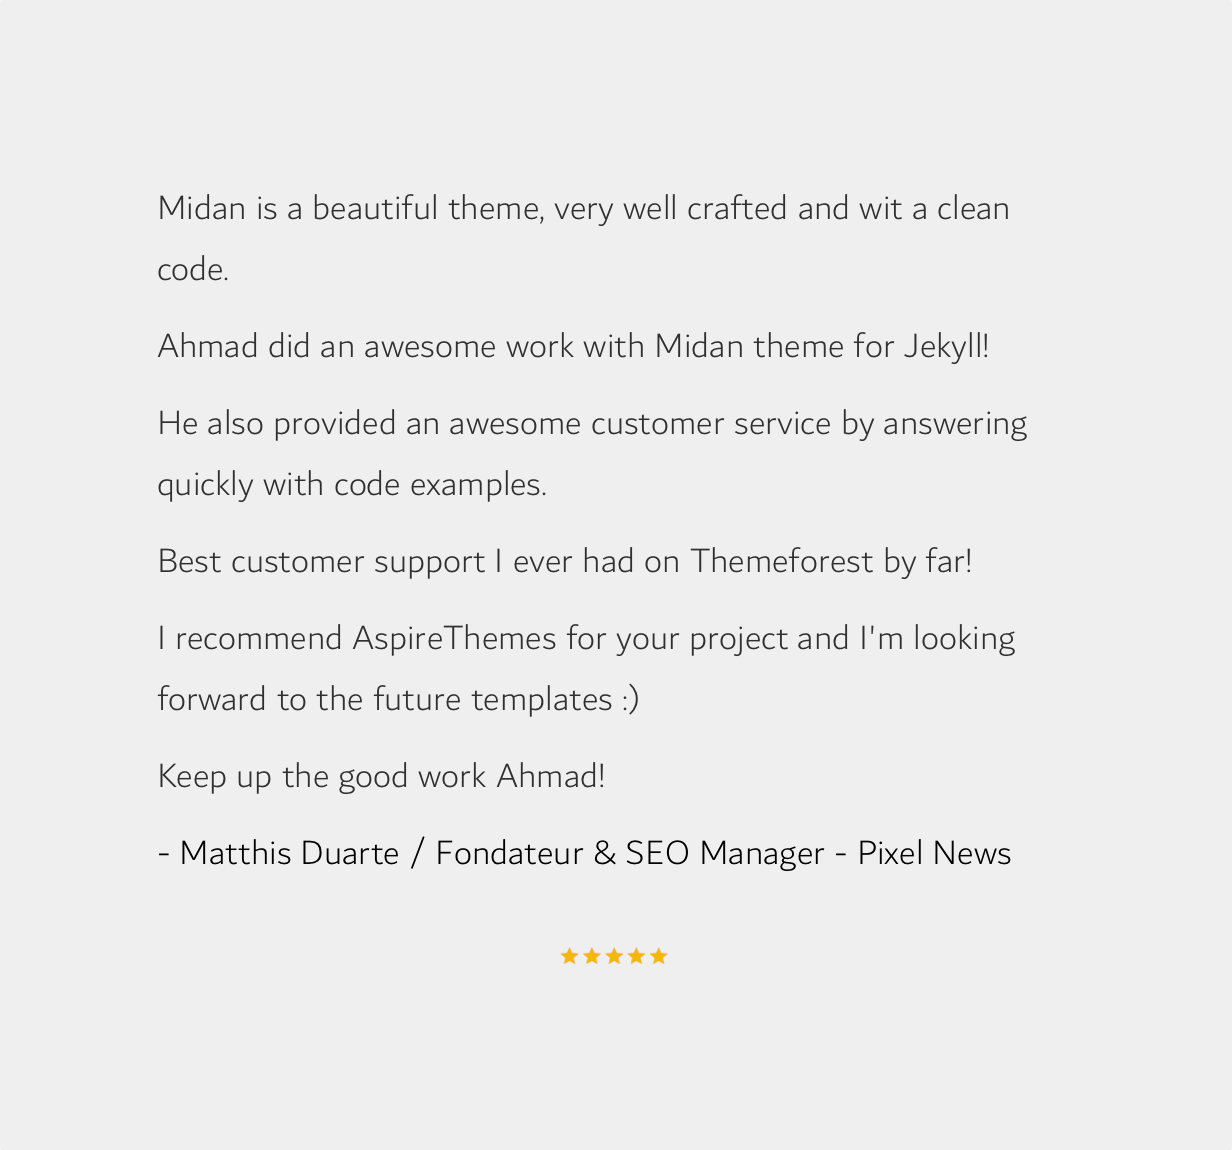 Midan is a beautiful theme, very well crafted and wit a clean
code.
Ahmad did an awesome work with Midan theme for Jekyll!
He also provided an awesome customer service by answering
quickly with code examples.
Best customer support I ever had on Themeforest by far!
I recommend AspireThemes for your project and I'm looking
forward to the future templates :)
Keep up the good work Ahmad!
- Matthis Duarte / Fondateur & SEO Manager - Pixel News